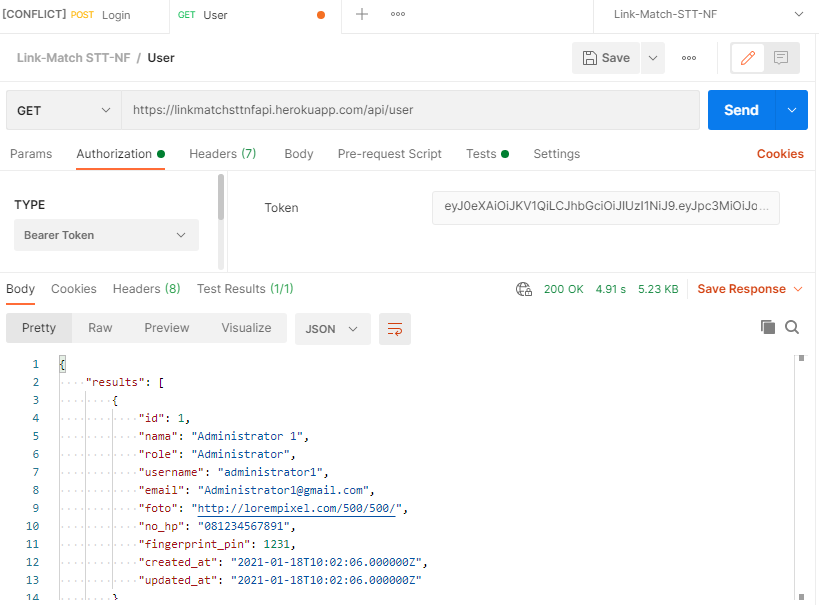 [CONFLICT] POST Login GET User Link-Match-STT-NF
Link-Match STT-NF / User Save
GET https://linkmatchsttnfapi.herokuapp.com/api/user Send
Params Authorization Headers (7) Body Pre-request Script Tests Settings Cookies
TYPE
Token eyJ0eXAiOiJKV1QiLCJhbGciOiJIUzI1NiJ9.eyJpc3MiOiJo...
Bearer Token
Body Cookies Headers (8) Test Results (1/1) 200 OK 4.91 s 5.23 KB Save Response
Pretty Raw Preview Visualize JSON
1 {
2 "results": [
3 {
4 "id": 1,
5 "nama": "Administrator 1",
6 "role": "Administrator",
7 "username": "administrator1",
8 "email": "Administrator1@gmail.com",
9 "foto": "http://lorempixel.com/500/500/",
10 "no_hp": "081234567891",
11 "fingerprint_pin": 1231,
12 "created_at": "2021-01-18T10:02:06.000000Z",
13 "updated_at": "2021-01-18T10:02:06.000000Z"
14 }